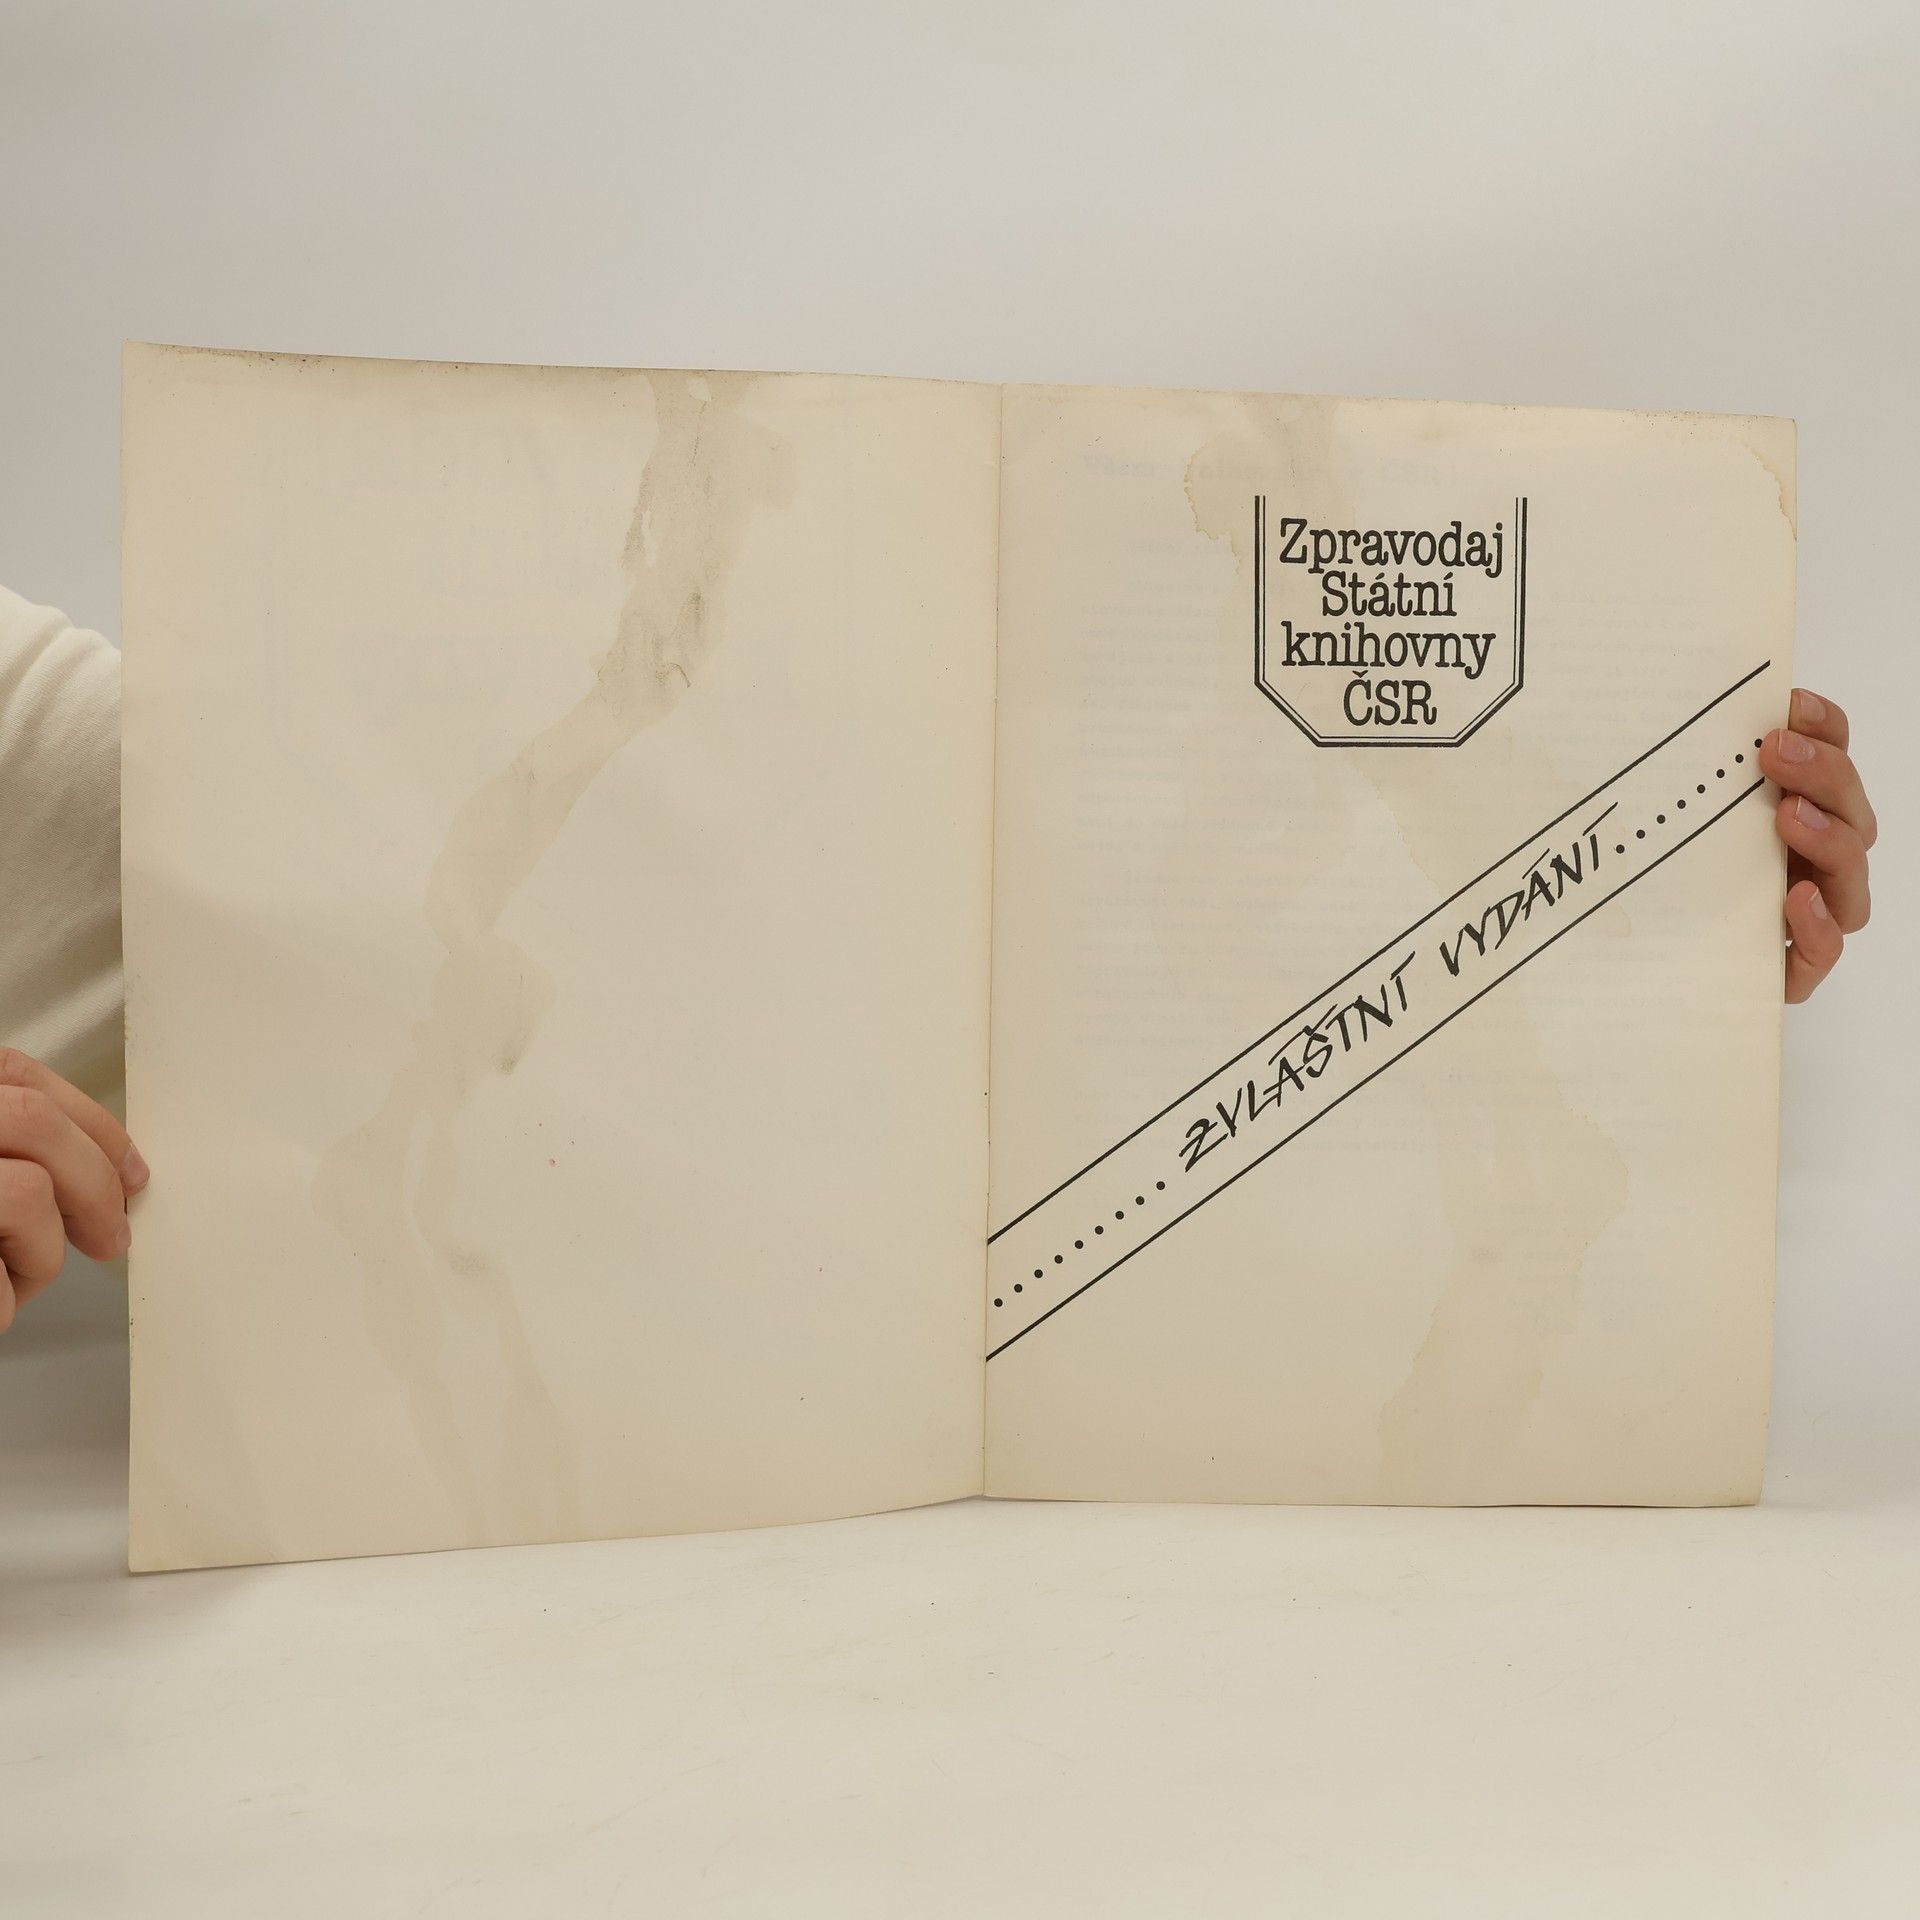 Zpravodaj
Státní
knihovny
ČSR
........ ZVLÁŠTNÍ VYDÁNÍ........